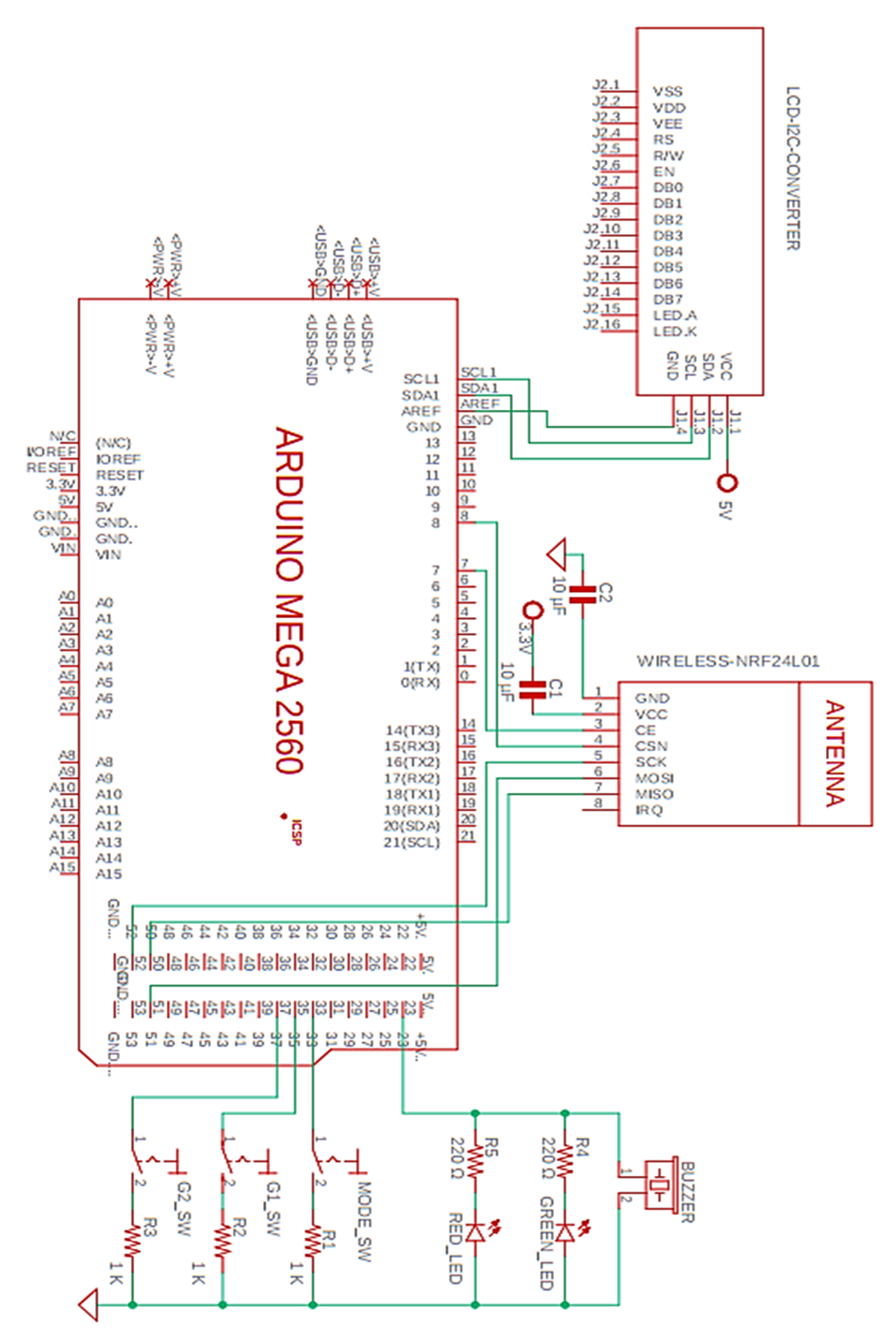 LCD-I2C-CONVERTER
J2.1 VSS
J2.2 VDD
J2.3 VEE
J2.4 RS
J2.5 R/W
J2.6 EN
J2.7 DB0
J2.8 DB1
J2.9 DB2
J2.10 DB3
J2.11 DB4
J2.12 DB5
J2.13 DB6
J2.14 DB7
J2.15 LED.A
J2.16 LED.K
GND SCL SDA VCC
J1.4 J1.3 J1.2 J1.1
5V
<PWR>-V <PWR>+V
<USB>GND <USB>D- <USB>D+ <USB>+V
<PWR>-V <PWR>+V
<USB>GND <USB>D- <USB>D+ <USB>+V
ARDUINO MEGA 2560
ICSP
N/C (N/C)
I/OREF IOREF
RESET RESET
3.3V 3.3V
5V 5V
GND.. GND..
GND. GND.
VIN VIN
A0 A0
A1 A1
A2 A2
A3 A3
A4 A4
A5 A5
A6 A6
A7 A7
A8 A8
A9 A9
A10 A10
A11 A11
A12 A12
A13 A13
A14 A14
A15 A15
SCL1 SCL1
SDA1 SDA1
AREF AREF
GND GND
13 13
12 12
11 11
10 10
9 9
8 8
7 7
6 6
5 5
4 4
3 3
2 2
1(TX) 1
0(RX) 0
14(TX3) 14
15(RX3) 15
16(TX2) 16
17(RX2) 17
18(TX1) 18
19(RX1) 19
20(SDA) 20
21(SCL) 21
C2
10 µF
3.3V
C1
10 µF
WIRELESS-NRF24L01
ANTENNA
1 GND
2 VCC
3 CE
4 CSN
5 SCK
6 MOSI
7 MISO
8 IRQ
GND... 52 50 48 46 44 42 40 38 36 34 32 30 28 26 24 22 +5V.
GND... 52 50 48 46 44 42 40 38 36 34 32 30 28 26 24 22 5V.
GND... 53 51 49 47 45 43 41 39 37 35 33 31 29 27 25 23 5V..
GND... 53 51 49 47 45 43 41 39 37 35 33 31 29 27 25 23 +5V..
1 2
G2_SW
R3
1 K
1 2
G1_SW
R2
1 K
1 2
MODE_SW
R1
1 K
R5
220 Ω
RED_LED
R4
220 Ω
GREEN_LED
BUZZER
1 2